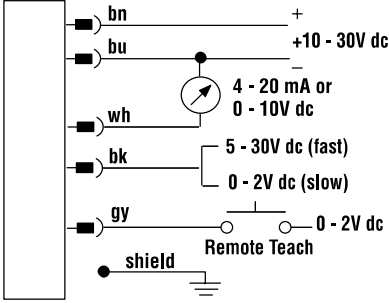 bn
+
+10 - 30V dc
bu
–
4 - 20 mA or
0 - 10V dc
wh
bk
5 - 30V dc (fast)
0 - 2V dc (slow)
gy
0 - 2V dc
Remote Teach
shield